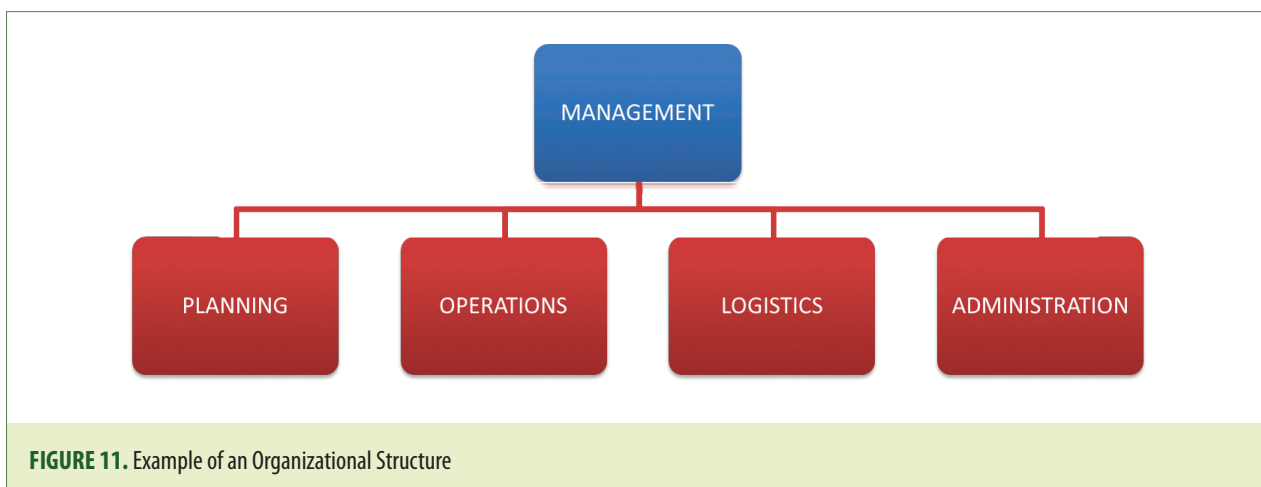 MANAGEMENT
PLANNING
OPERATIONS
LOGISTICS
ADMINISTRATION
FIGURE 11. Example of an Organizational Structure